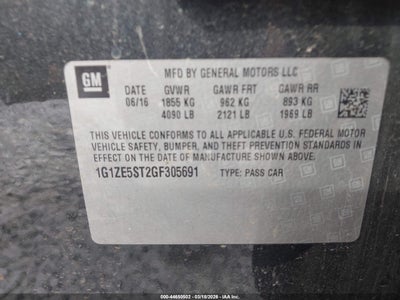 GM
MFD BY GENERAL MOTORS LLC
DATE GVWR GAWR FRT GAWR RR
06/16 1855 KG 962 KG 893 KG
4090 LB 2121 LB 1969 LB
THIS VEHICLE CONFORMS TO ALL APPLICABLE U.S. FEDERAL MOTOR
VEHICLE SAFETY, BUMPER, AND THEFT PREVENTION STANDARDS
IN EFFECT ON THE DATE OF MANUFACTURE SHOWN ABOVE.
1G1ZE5ST2GF305691 TYPE: PASS CAR
000-44650502 - 03/18/2026 - IAA Inc.